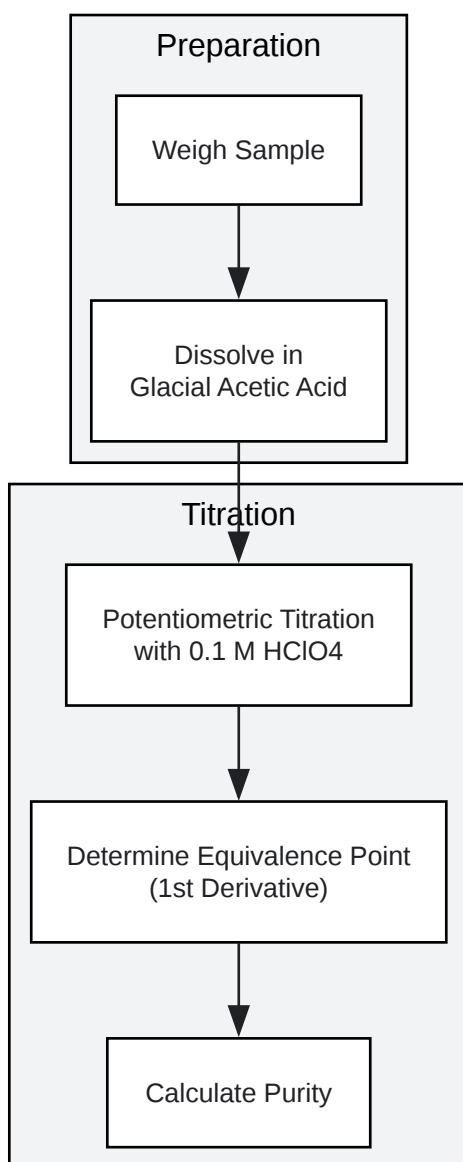 Preparation
Weigh Sample
Dissolve in
Glacial Acetic Acid
Titration
Potentiometric Titration
with 0.1 M HClO4
Determine Equivalence Point
(1st Derivative)
Calculate Purity